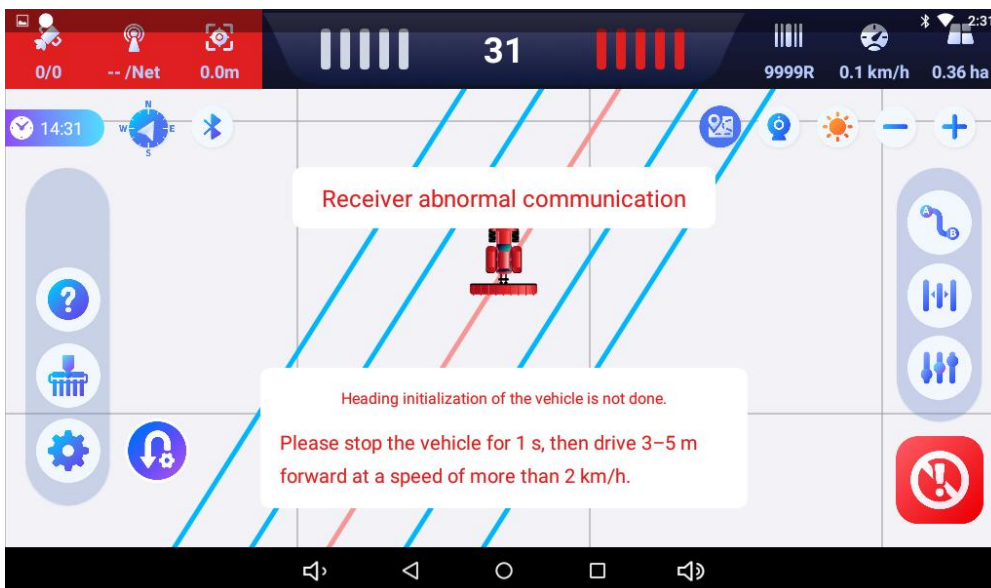 2:31
0/0
-- /Net
0.0m
31
9999R
0.1 km/h
0.36 ha
14:31
N
W
E
S
Receiver abnormal communication
A
B
Heading initialization of the vehicle is not done.
Please stop the vehicle for 1 s, then drive 3–5 m
forward at a speed of more than 2 km/h.